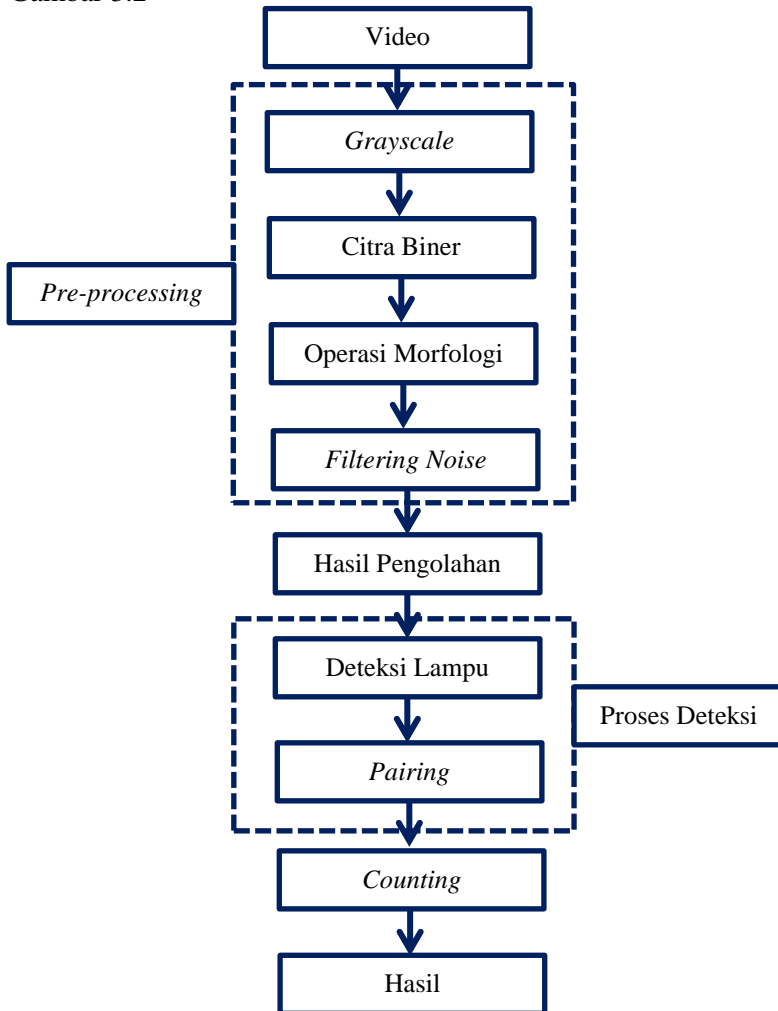 Video
Grayscale
Citra Biner
Pre-processing
Operasi Morfologi
Filtering Noise
Hasil Pengolahan
Deteksi Lampu
Proses Deteksi
Pairing
Counting
Hasil